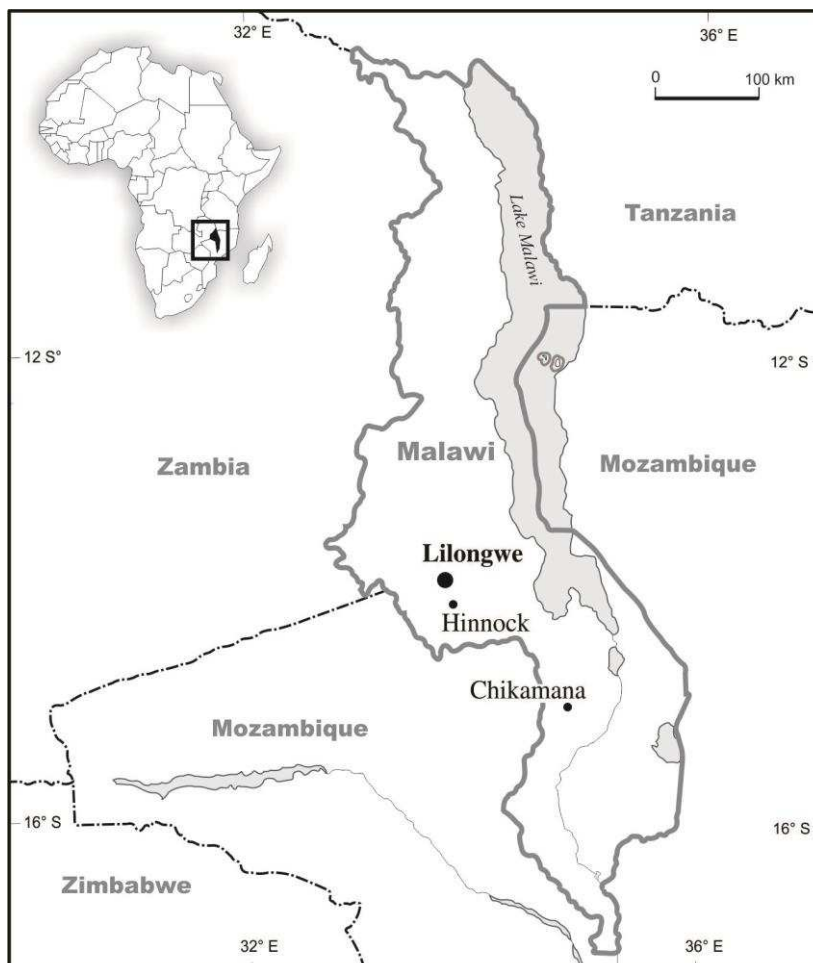 32° E
36° E
0
100 km
Lake Malawi
Tanzania
12 S°
12° S
Zambia
Malawi
Mozambique
Lilongwe
Hinnock
Chikamana
Mozambique
16° S
16° S
Zimbabwe
32° E
36° E